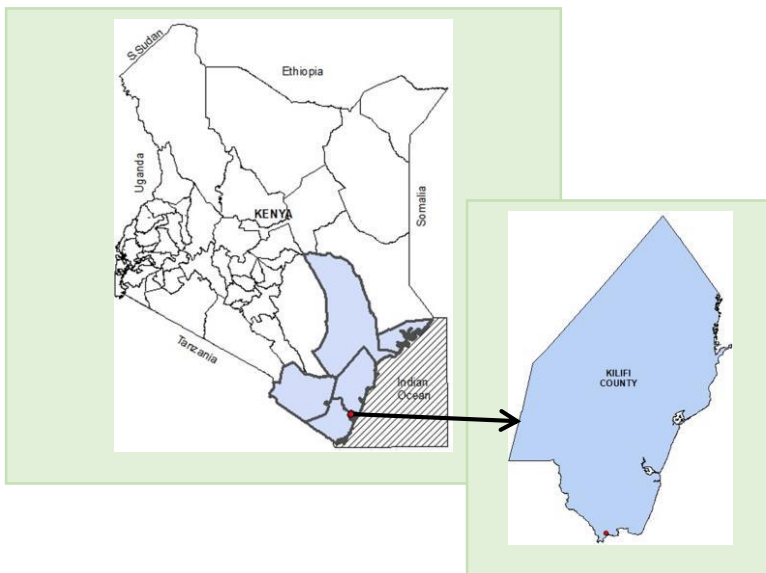 S.Sudan
Ethiopia
Uganda
KENYA
Somalia
Tanzania
Indian
Ocean
KILIFI
COUNTY